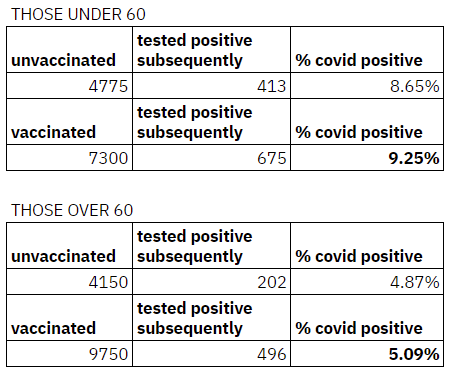 THOSE UNDER 60
unvaccinated tested positive subsequently % covid positive
4775 413 8.65%
vaccinated tested positive subsequently % covid positive
7300 675 9.25%
THOSE OVER 60
unvaccinated tested positive subsequently % covid positive
4150 202 4.87%
vaccinated tested positive subsequently % covid positive
9750 496 5.09%